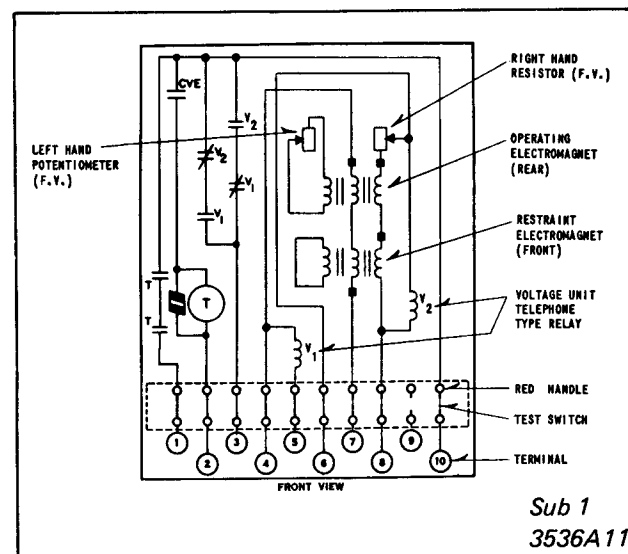 CVE
V2
V2
V1
V1
T
T
T
LEFT HAND
POTENTIOMETER
(F.V.)
RIGHT HAND
RESISTOR (F.V.)
OPERATING
ELECTROMAGNET
(REAR)
RESTRAINT
ELECTROMAGNET
(FRONT)
V2
VOLTAGE UNIT
TELEPHONE
TYPE RELAY
V1
RED HANDLE
TEST SWITCH
1
2
3
4
5
6
7
8
9
10
TERMINAL
FRONT VIEW
Sub 1
3536A11